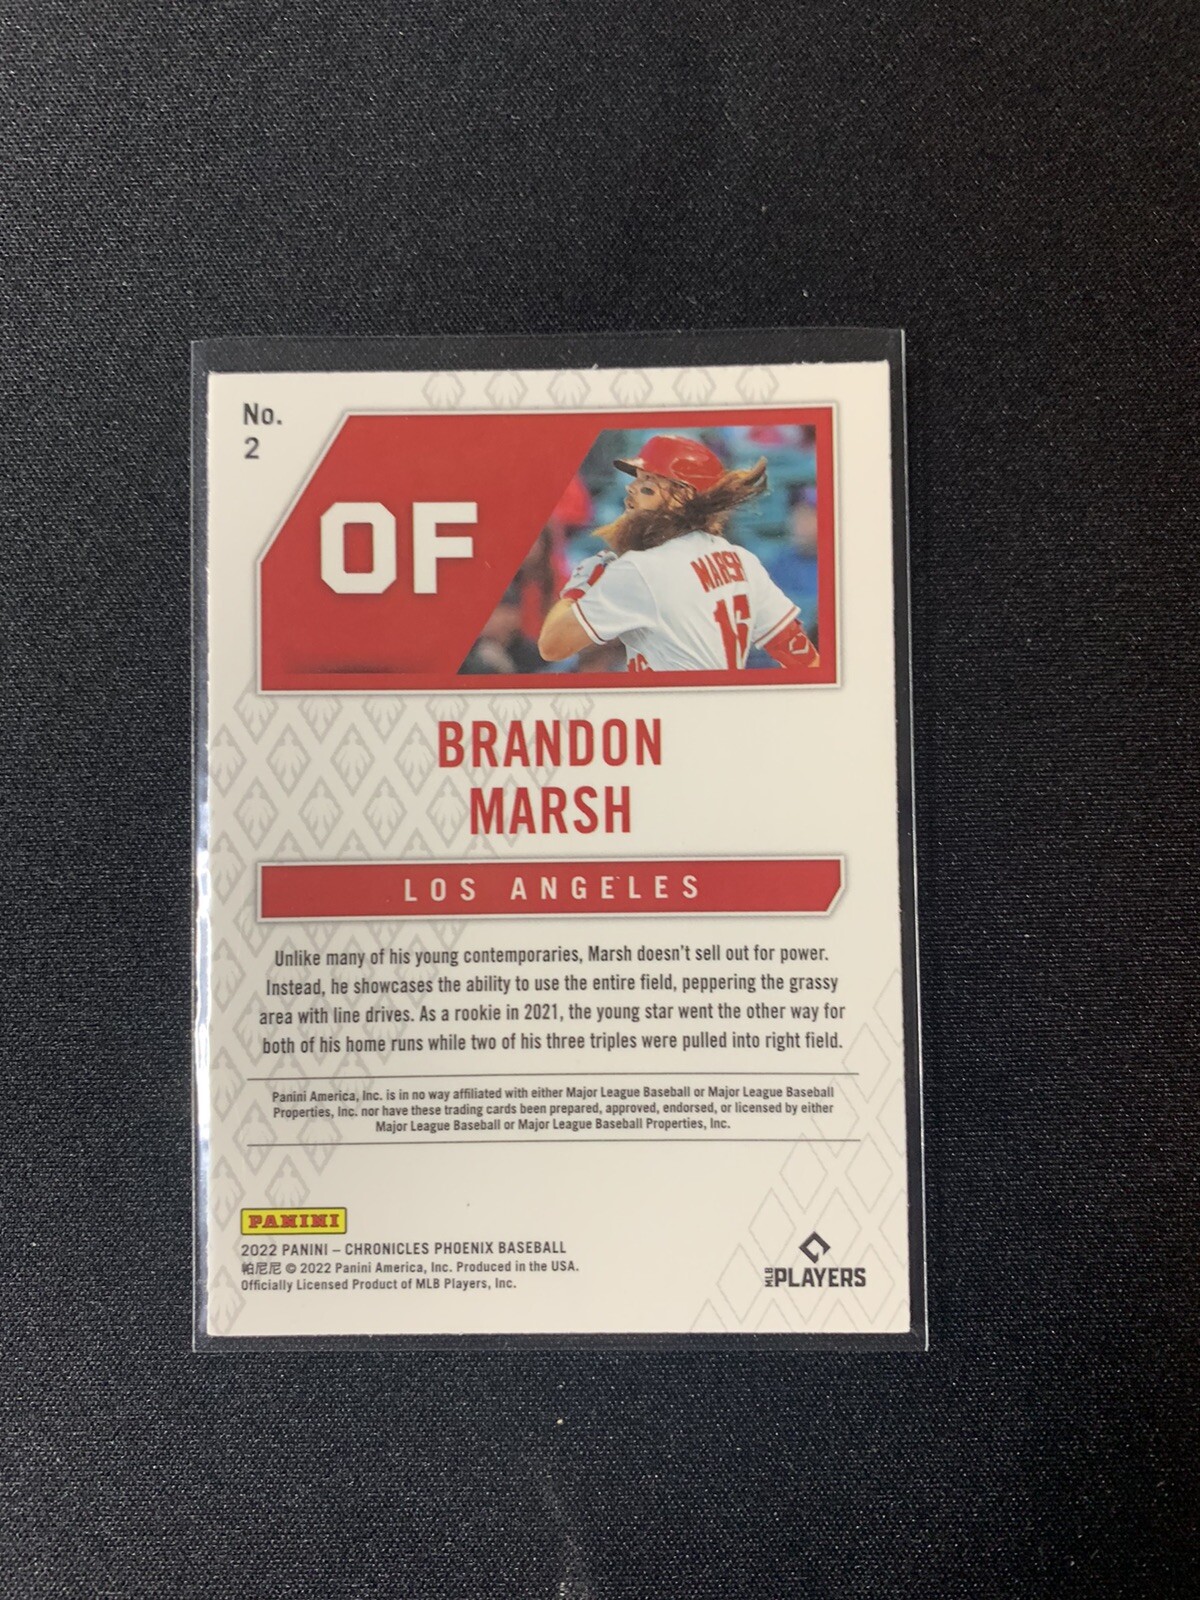 No.
2
OF
MARSH
16
BRANDON
MARSH
LOS ANGELES
Unlike many of his young contemporaries, Marsh doesn't sell out for power.
Instead, he showcases the ability to use the entire field, peppering the grassy
area with line drives. As a rookie in 2021, the young star went the other way for
both of his home runs while two of his three triples were pulled into right field.
Panini America, Inc. is in no way affiliated with either Major League Baseball or Major League Baseball
Properties, Inc. nor have these trading cards been prepared, approved, endorsed, or licensed by either
Major League Baseball or Major League Baseball Properties, Inc.
PANINI
2022 PANINI – CHRONICLES PHOENIX BASEBALL
帕尼尼 © 2022 Panini America, Inc. Produced in the USA.
Officially Licensed Product of MLB Players, Inc.
MLB PLAYERS